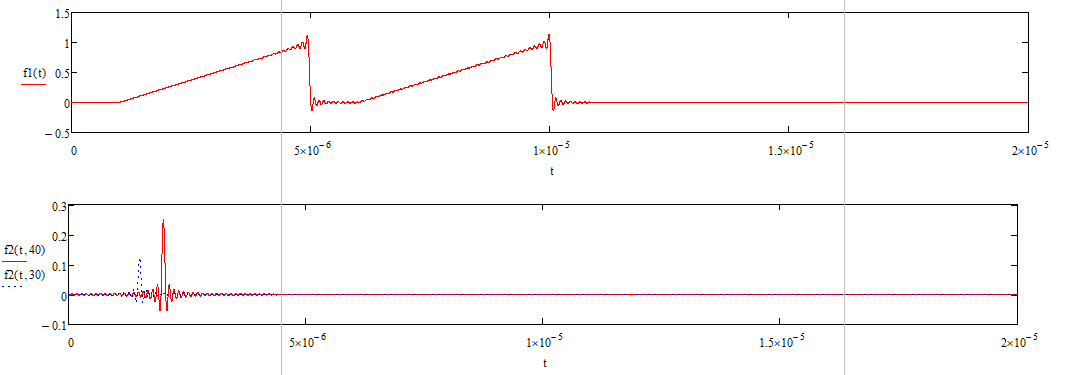 1.5
1
f1(t) 0.5
0
− 0.5
0 5×10⁻⁶ 1×10⁻⁵ 1.5×10⁻⁵ 2×10⁻⁵
t
0.3
0.2
f2(t,40)
0.1
f2(t,30)
0
− 0.1
0 5×10⁻⁶ 1×10⁻⁵ 1.5×10⁻⁵ 2×10⁻⁵
t